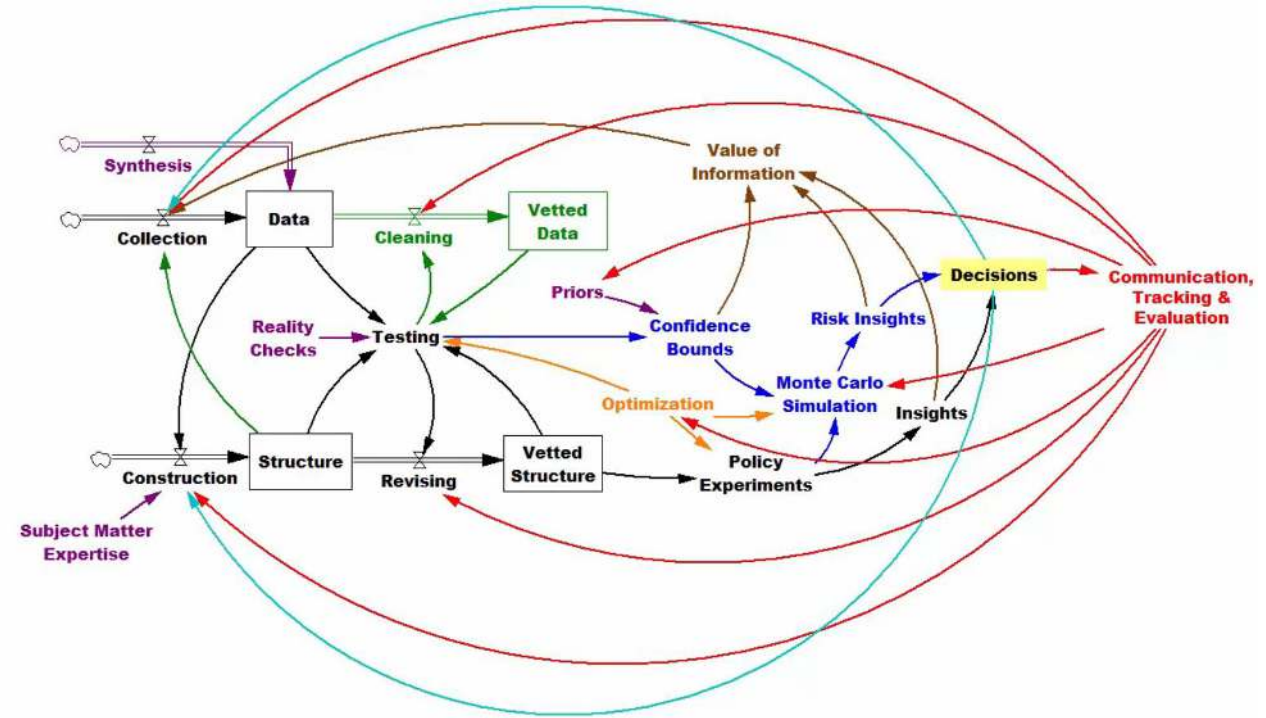 Value of
Information
Synthesis
Data
Vetted
Data
Collection
Cleaning
Decisions
Communication,
Tracking &
Evaluation
Priors
Reality
Checks
Testing
Confidence
Bounds
Risk Insights
Optimization
Monte Carlo
Simulation
Insights
Structure
Vetted
Structure
Policy
Experiments
Construction
Revising
Subject Matter
Expertise